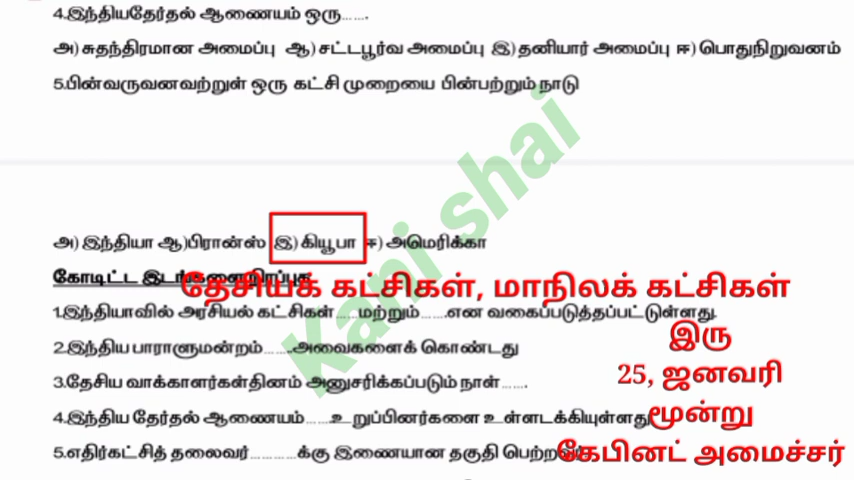 4.இந்தியதேர்தல் ஆணையம் ஒரு.......
அ) சுதந்திரமான அமைப்பு ஆ) சட்டபூர்வ அமைப்பு இ) தனியார் அமைப்பு ஈ) பொதுநிறுவனம்
5.பின்வருவனவற்றுள் ஒரு கட்சி முறையை பின்பற்றும் நாடு
அ) இந்தியா ஆ)பிரான்ஸ் இ) கியூபா ஈ) அமெரிக்கா
கோடிட்ட இடங்களைநிரப்புக
தேசியக் கட்சிகள், மாநிலக் கட்சிகள்
1.இந்தியாவில் அரசியல் கட்சிகள்......மற்றும்.......என வகைப்படுத்தப்பட்டுள்ளது.
இரு
2.இந்திய பாராளுமன்றம்........அவைகளைக் கொண்டது
25, ஜனவரி
3.தேசிய வாக்காளர்கள்தினம் அனுசரிக்கப்படும் நாள்.......
மூன்று
4.இந்திய தேர்தல் ஆணையம்.......உறுப்பினர்களை உள்ளடக்கியுள்ளது
கேபினட் அமைச்சர்
5.எதிர்கட்சித் தலைவர்............க்கு இணையான தகுதி பெற்றவர்
Kani shai